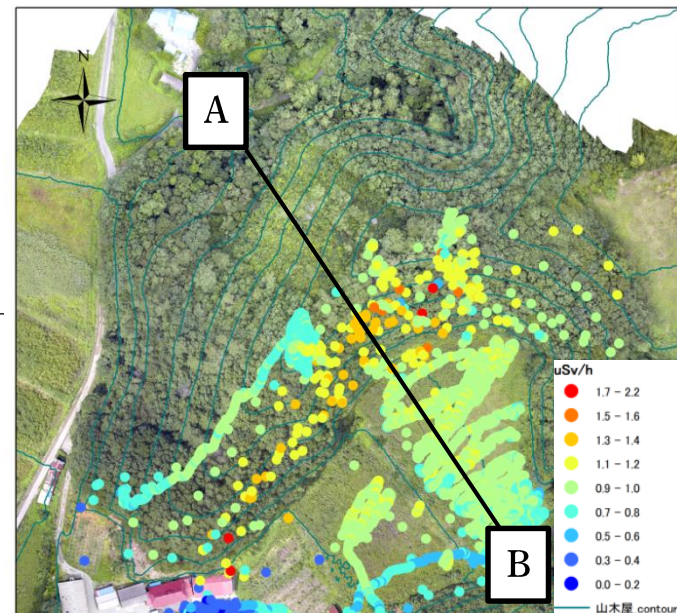 N
A
uSv/h
1.7 - 2.2
1.5 - 1.6
1.3 - 1.4
1.1 - 1.2
0.9 - 1.0
0.7 - 0.8
0.5 - 0.6
0.3 - 0.4
0.0 - 0.2
山木屋 contour
B